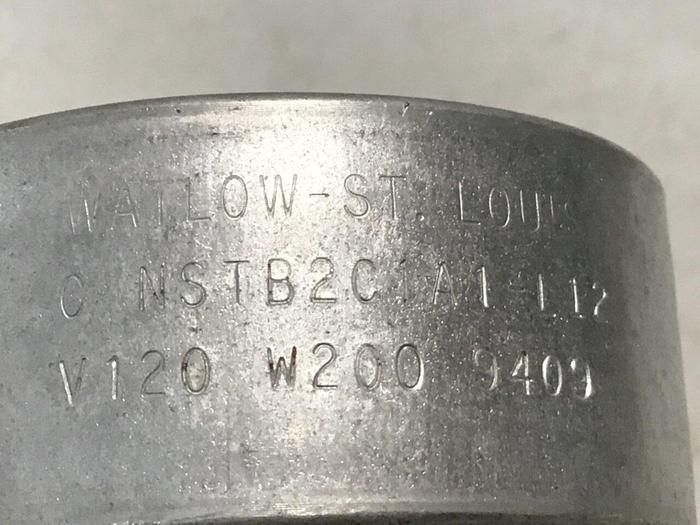 WATLOW-ST. LOUIS
C NSTB2C1A1-L12
V120 W200 9409